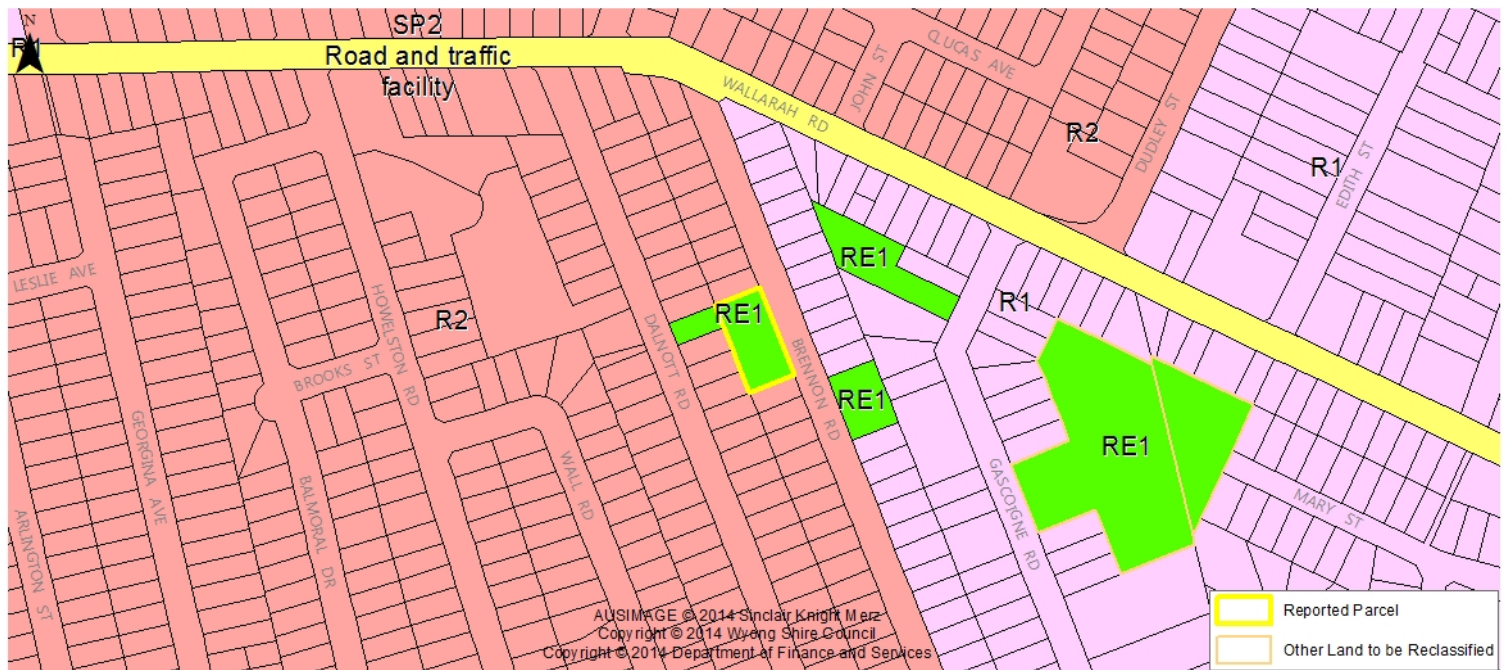 N
R1
SP2
Road and traffic
facility
WALLARAH RD
JOHN ST
CLUCAS AVE
R2
DUDLEY ST
R1
EDITH ST
LESLIE AVE
HOWELSTON RD
R2
BROOKS ST
GEORGINA AVE
ARLINGTON ST
BALMORAL DR
WALL RD
DALNOTT RD
RE1
BRENNON RD
RE1
RE1
R1
RE1
GASCOIGNE RD
MARY ST
AUSIMAGE © 2014 Sinclair Knight Merz
Copyright © 2014 Wyong Shire Council
Copyright © 2014 Department of Finance and Services
Reported Parcel
Other Land to be Reclassified